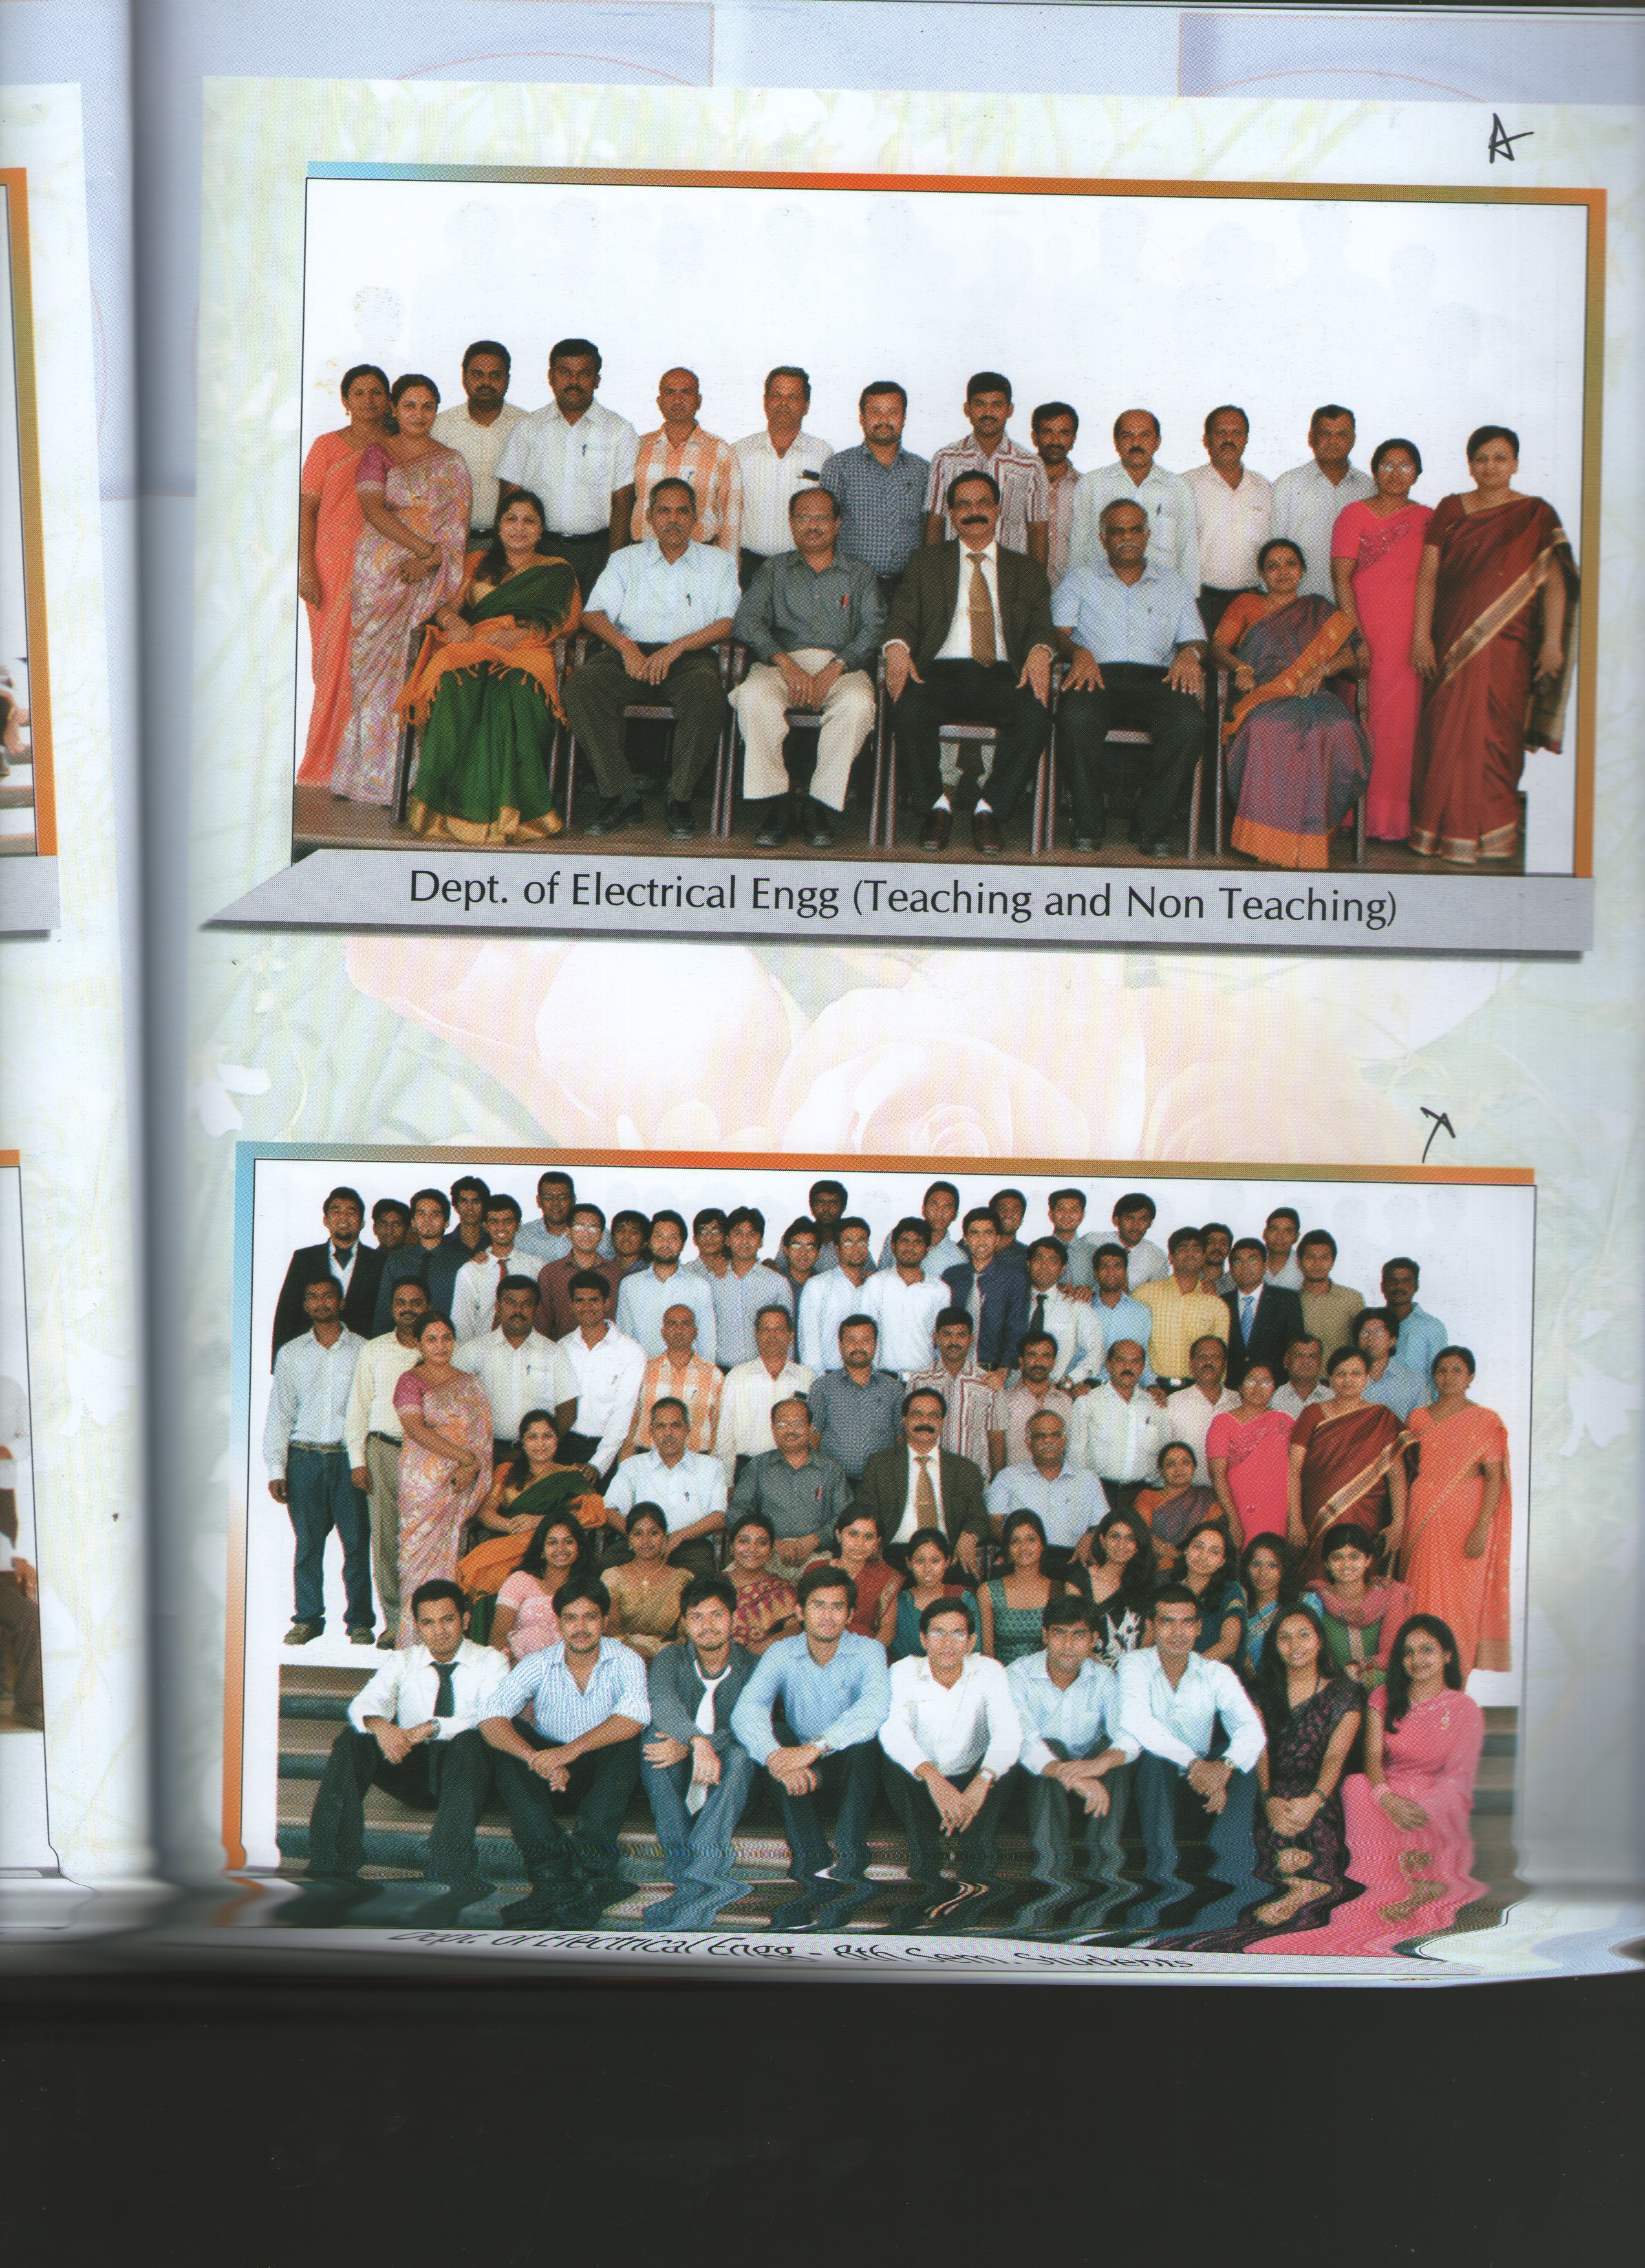 Dept. of Electrical Engg (Teaching and Non Teaching)
Dept. of Electrical Engg - 8th Sem. Students